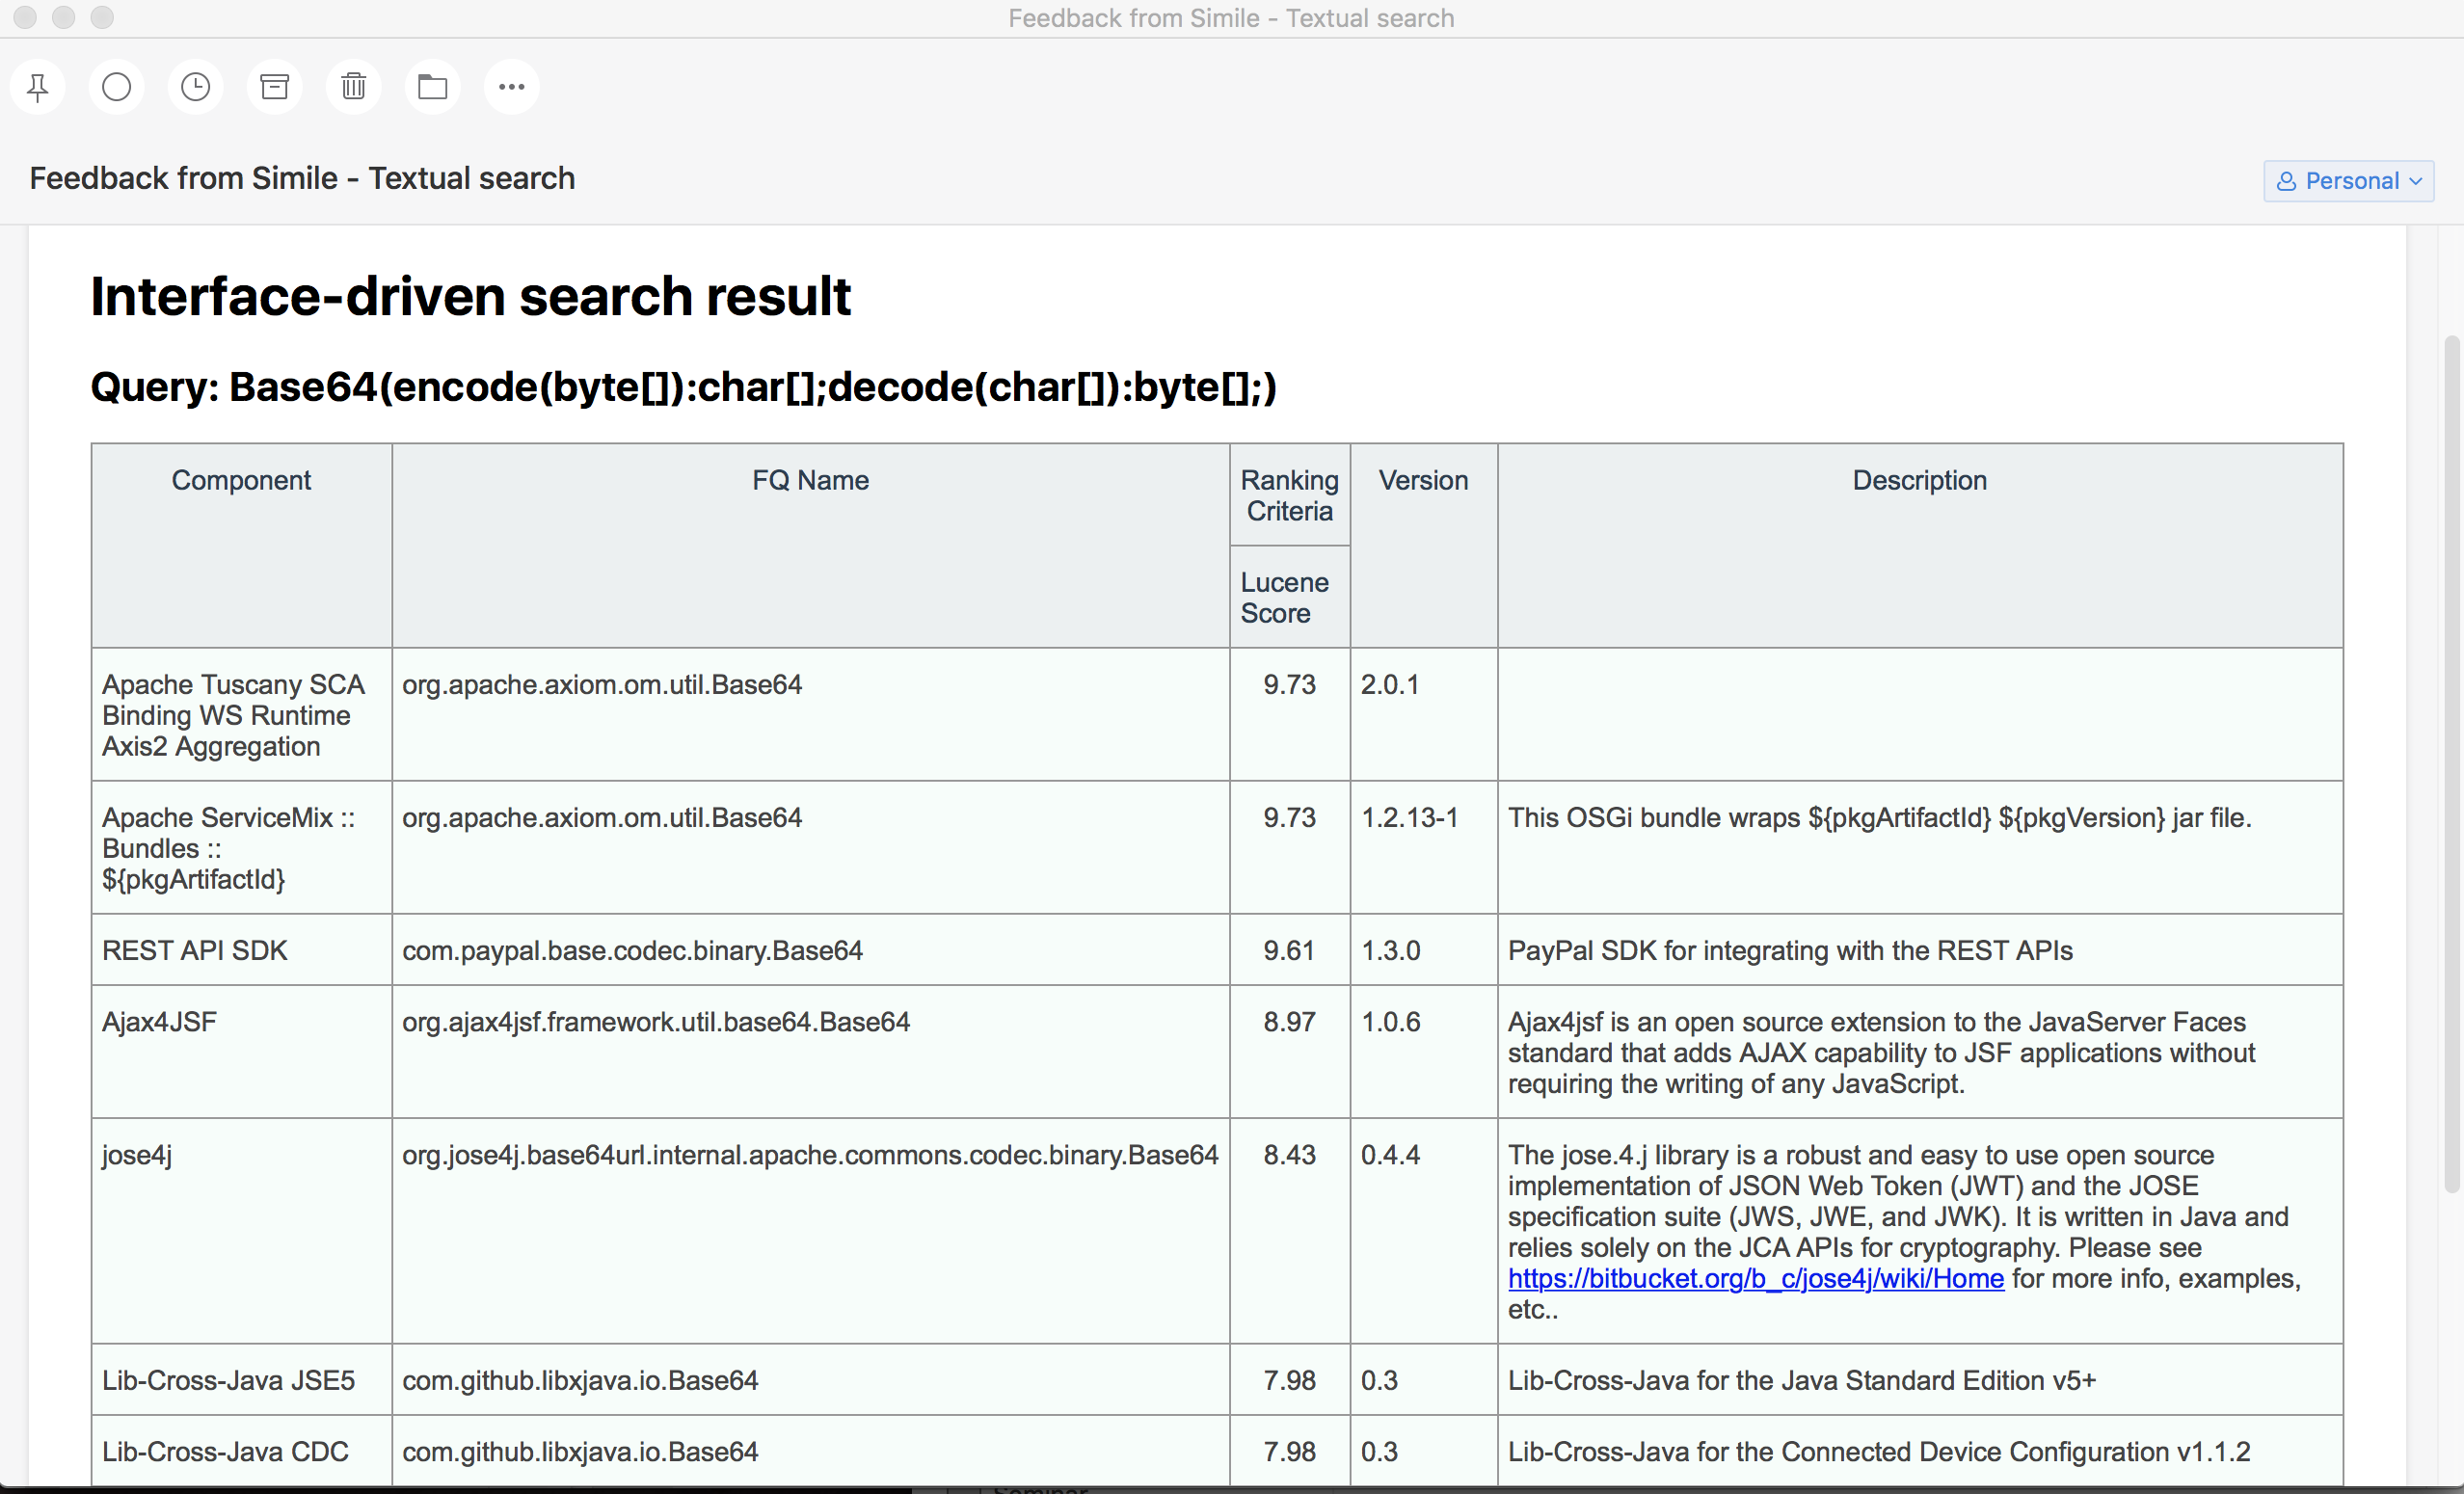 Feedback from Simile - Textual search
Feedback from Simile - Textual search
Personal
Interface-driven search result
Query: Base64(encode(byte[]):char[];decode(char[]):byte[];)
Component
FQ Name
Ranking
Criteria
Version
Description
Lucene
Score
Apache Tuscany SCA
Binding WS Runtime
Axis2 Aggregation
org.apache.axiom.om.util.Base64
9.73
2.0.1
Apache ServiceMix ::
Bundles ::
${pkgArtifactId}
org.apache.axiom.om.util.Base64
9.73
1.2.13-1
This OSGi bundle wraps ${pkgArtifactId} ${pkgVersion} jar file.
REST API SDK
com.paypal.base.codec.binary.Base64
9.61
1.3.0
PayPal SDK for integrating with the REST APIs
Ajax4JSF
org.ajax4jsf.framework.util.base64.Base64
8.97
1.0.6
Ajax4jsf is an open source extension to the JavaServer Faces
standard that adds AJAX capability to JSF applications without
requiring the writing of any JavaScript.
jose4j
org.jose4j.base64url.internal.apache.commons.codec.binary.Base64
8.43
0.4.4
The jose.4.j library is a robust and easy to use open source
implementation of JSON Web Token (JWT) and the JOSE
specification suite (JWS, JWE, and JWK). It is written in Java and
relies solely on the JCA APIs for cryptography. Please see
https://bitbucket.org/b_c/jose4j/wiki/Home for more info, examples,
etc..
Lib-Cross-Java JSE5
com.github.libxjava.io.Base64
7.98
0.3
Lib-Cross-Java for the Java Standard Edition v5+
Lib-Cross-Java CDC
com.github.libxjava.io.Base64
7.98
0.3
Lib-Cross-Java for the Connected Device Configuration v1.1.2